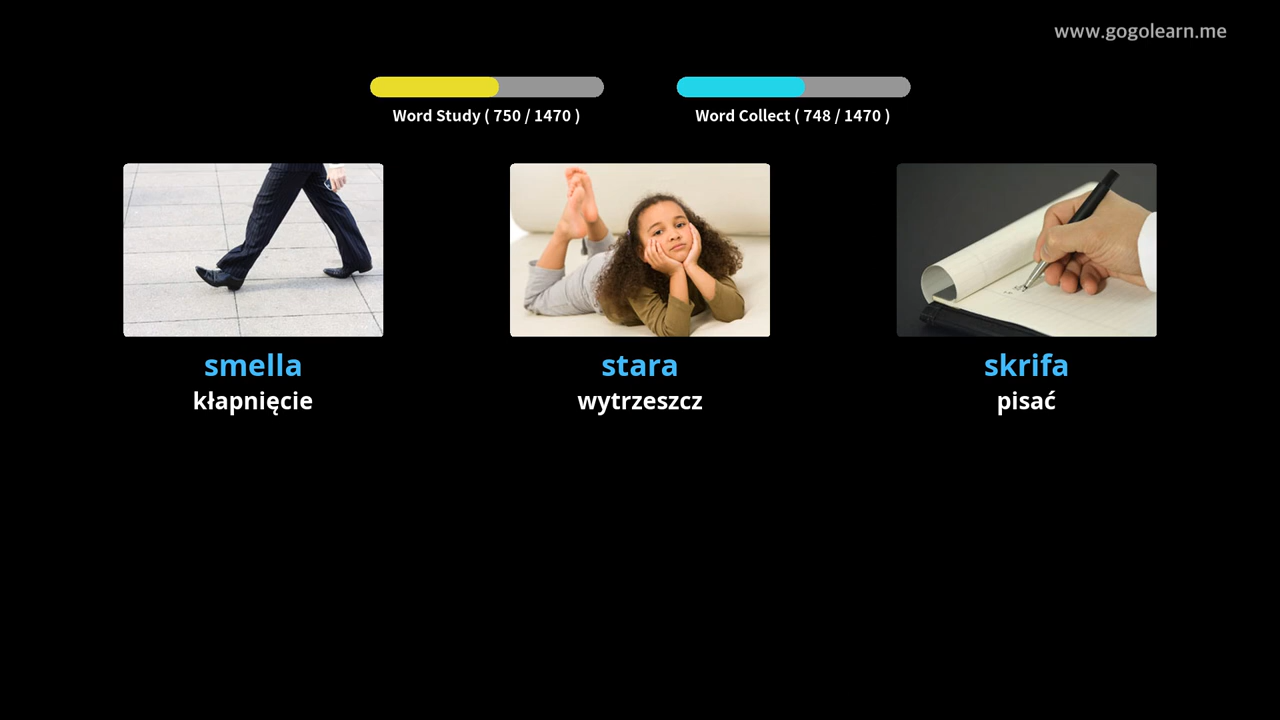 www.gogolearn.me
Word Study ( 750 / 1470 )
Word Collect ( 748 / 1470 )
smella
kłapnięcie
stara
wytrzeszcz
skrifa
pisać